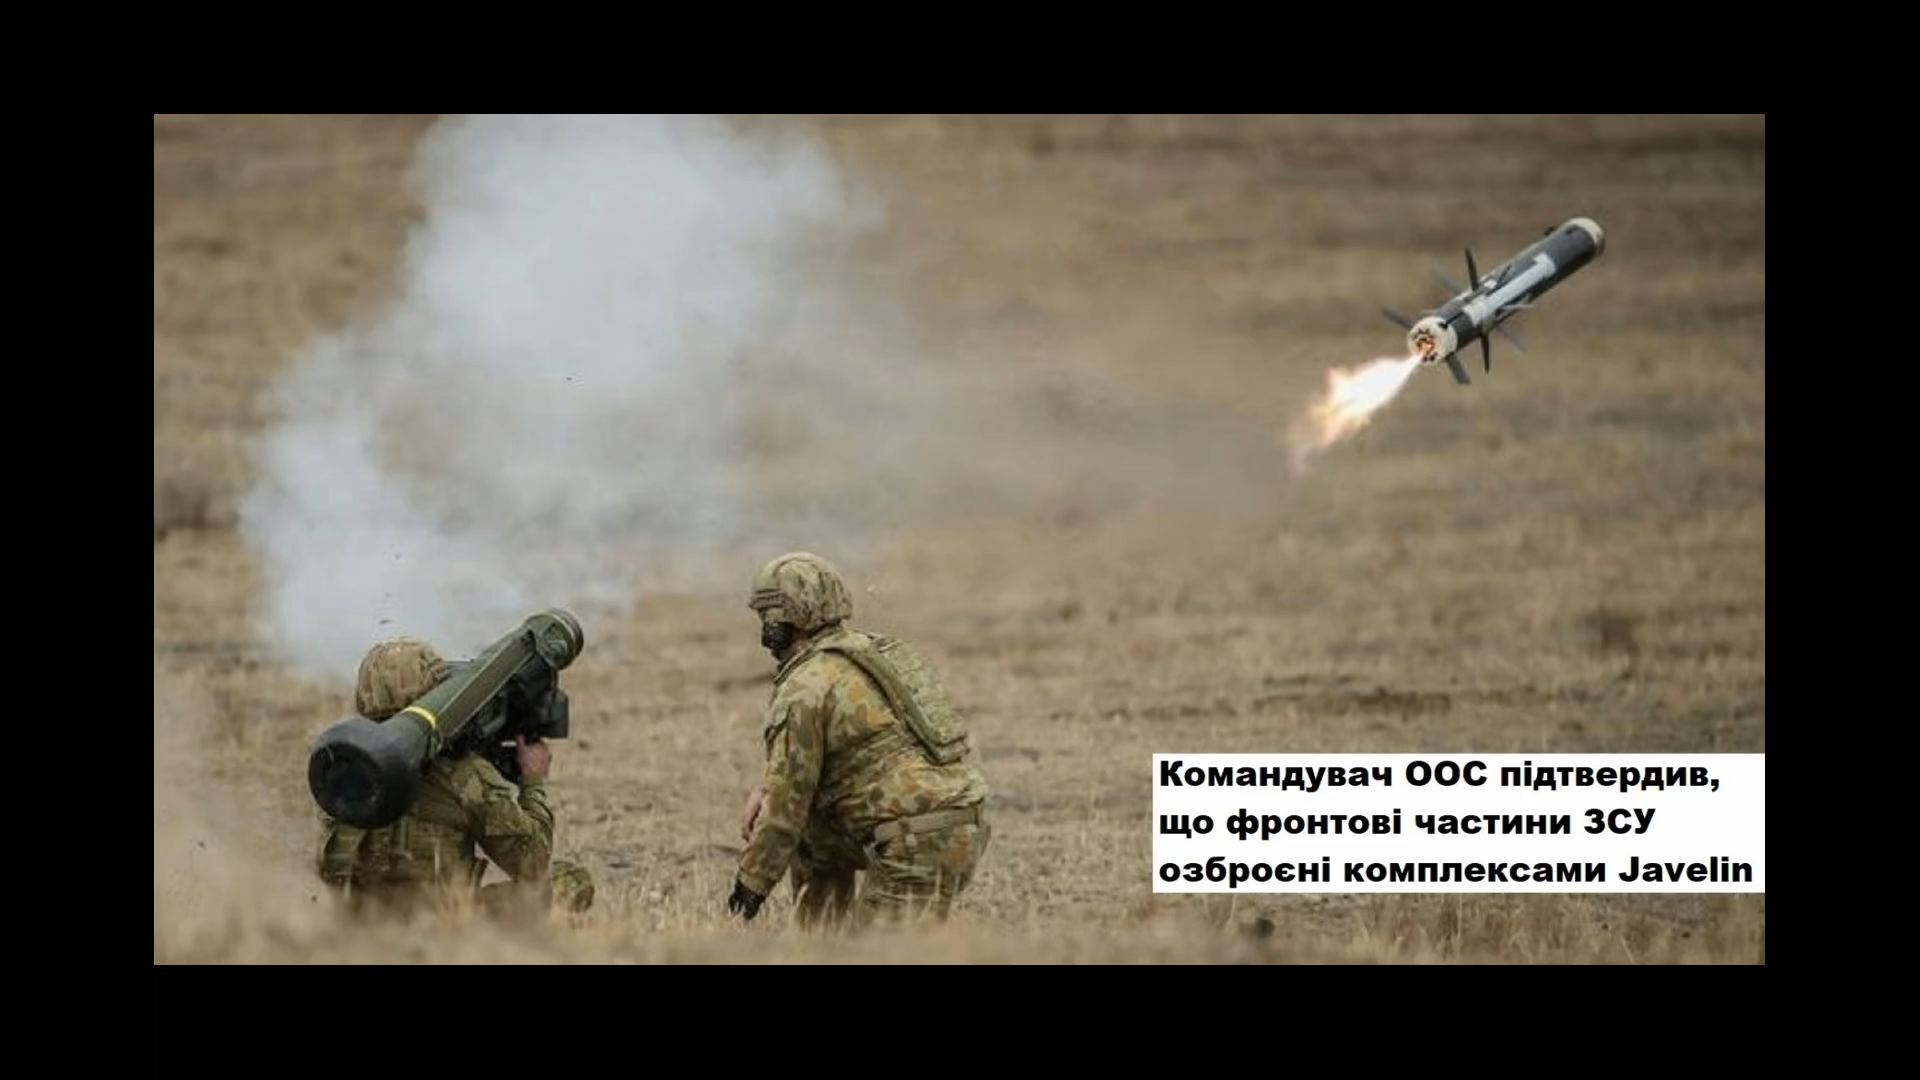 Командувач ООС підтвердив,
що фронтові частини ЗСУ
озброєні комплексами Javelin